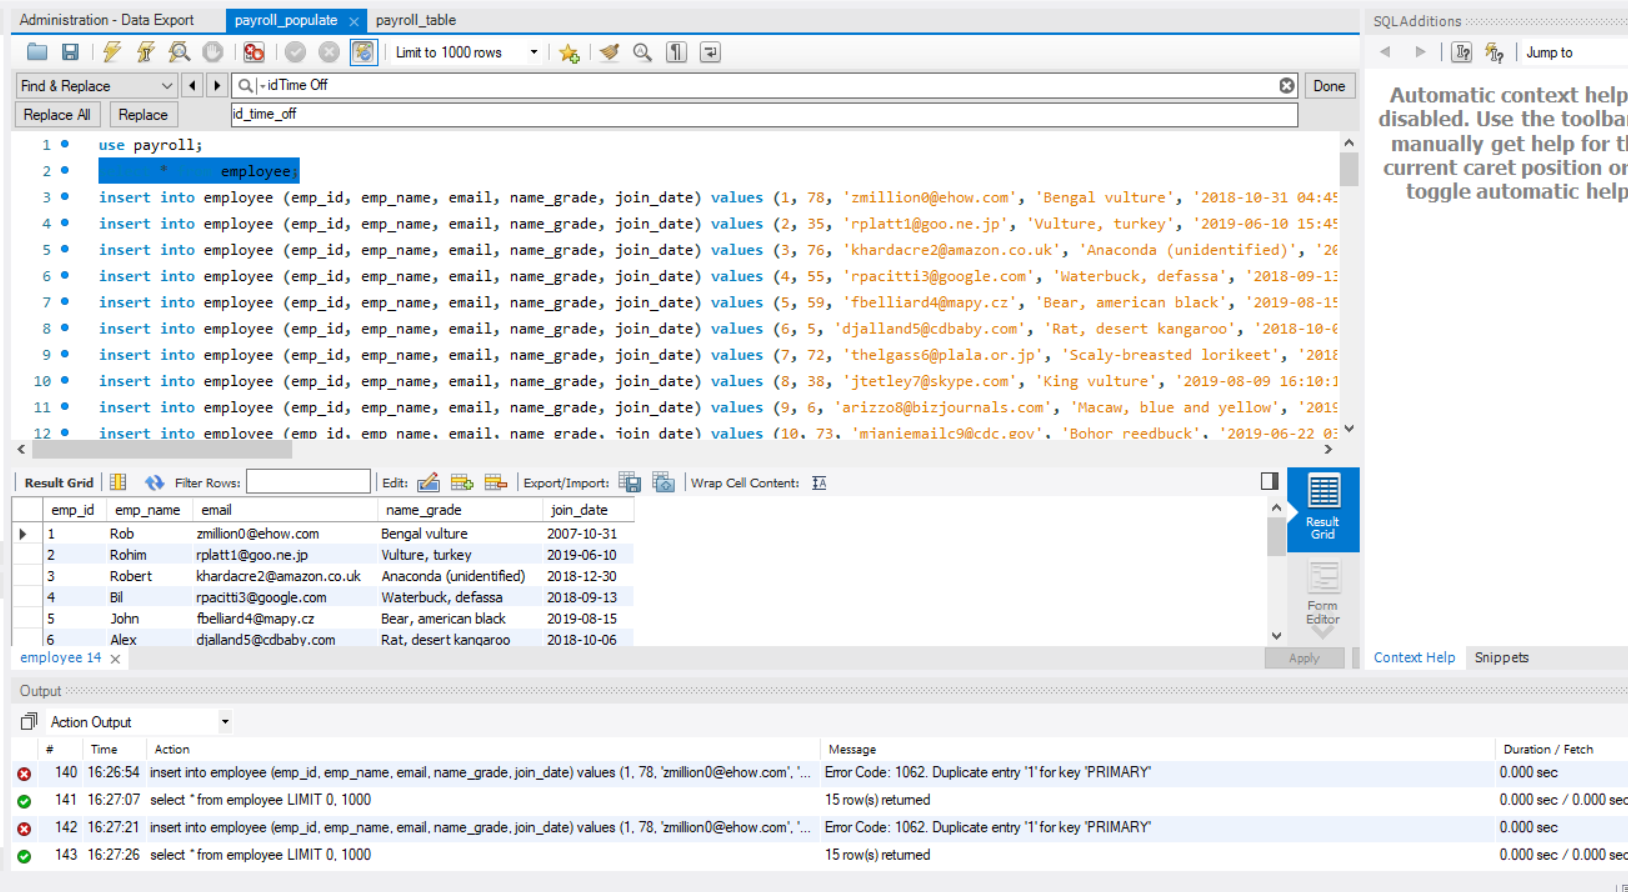 Administration - Data Export payroll_populate × payroll_table
SQLAdditions
Limit to 1000 rows
Jump to
Find & Replace idTime Off Done
Replace All Replace id_time_off
Automatic context help
disabled. Use the toolbar
manually get help for th
current caret position or
toggle automatic help
1 use payroll;
2 * employee;
3 insert into employee (emp_id, emp_name, email, name_grade, join_date) values (1, 78, 'zmillion0@ehow.com', 'Bengal vulture', '2018-10-31 04:45
4 insert into employee (emp_id, emp_name, email, name_grade, join_date) values (2, 35, 'rplatt1@goo.ne.jp', 'Vulture, turkey', '2019-06-10 15:45
5 insert into employee (emp_id, emp_name, email, name_grade, join_date) values (3, 76, 'khardacre2@amazon.co.uk', 'Anaconda (unidentified)', '20
6 insert into employee (emp_id, emp_name, email, name_grade, join_date) values (4, 55, 'rpacitti3@google.com', 'Waterbuck, defassa', '2018-09-13
7 insert into employee (emp_id, emp_name, email, name_grade, join_date) values (5, 59, 'fbelliard4@mapy.cz', 'Bear, american black', '2019-08-15
8 insert into employee (emp_id, emp_name, email, name_grade, join_date) values (6, 5, 'djalland5@cdbaby.com', 'Rat, desert kangaroo', '2018-10-0
9 insert into employee (emp_id, emp_name, email, name_grade, join_date) values (7, 72, 'thelgass6@plala.or.jp', 'Scaly-breasted lorikeet', '2018
10 insert into employee (emp_id, emp_name, email, name_grade, join_date) values (8, 38, 'jtetley7@skype.com', 'King vulture', '2019-08-09 16:10:1
11 insert into employee (emp_id, emp_name, email, name_grade, join_date) values (9, 6, 'arizzo8@bizjournals.com', 'Macaw, blue and yellow', '2019
12 insert into employee (emp_id, emp_name, email, name_grade, join_date) values (10, 73, 'mjaniemailc9@cdc.gov', 'Bohor reedbuck', '2019-06-22 03
Result Grid Filter Rows: Edit: Export/Import: Wrap Cell Content:
emp_id emp_name email name_grade join_date
1 Rob zmillion0@ehow.com Bengal vulture 2007-10-31
2 Rohim rplatt1@goo.ne.jp Vulture, turkey 2019-06-10
3 Robert khardacre2@amazon.co.uk Anaconda (unidentified) 2018-12-30
4 Bil rpacitti3@google.com Waterbuck, defassa 2018-09-13
5 John fbelliard4@mapy.cz Bear, american black 2019-08-15
6 Alex djalland5@cdbaby.com Rat, desert kangaroo 2018-10-06
Result
Grid
Form
Editor
employee 14 × Apply
Context Help Snippets
Output
Action Output
# Time Action Message Duration / Fetch
140 16:26:54 insert into employee (emp_id, emp_name, email, name_grade, join_date) values (1, 78, 'zmillion0@ehow.com', '... Error Code: 1062. Duplicate entry '1' for key 'PRIMARY' 0.000 sec
141 16:27:07 select * from employee LIMIT 0, 1000 15 row(s) returned 0.000 sec / 0.000 sec
142 16:27:21 insert into employee (emp_id, emp_name, email, name_grade, join_date) values (1, 78, 'zmillion0@ehow.com', '... Error Code: 1062. Duplicate entry '1' for key 'PRIMARY' 0.000 sec
143 16:27:26 select * from employee LIMIT 0, 1000 15 row(s) returned 0.000 sec / 0.000 sec